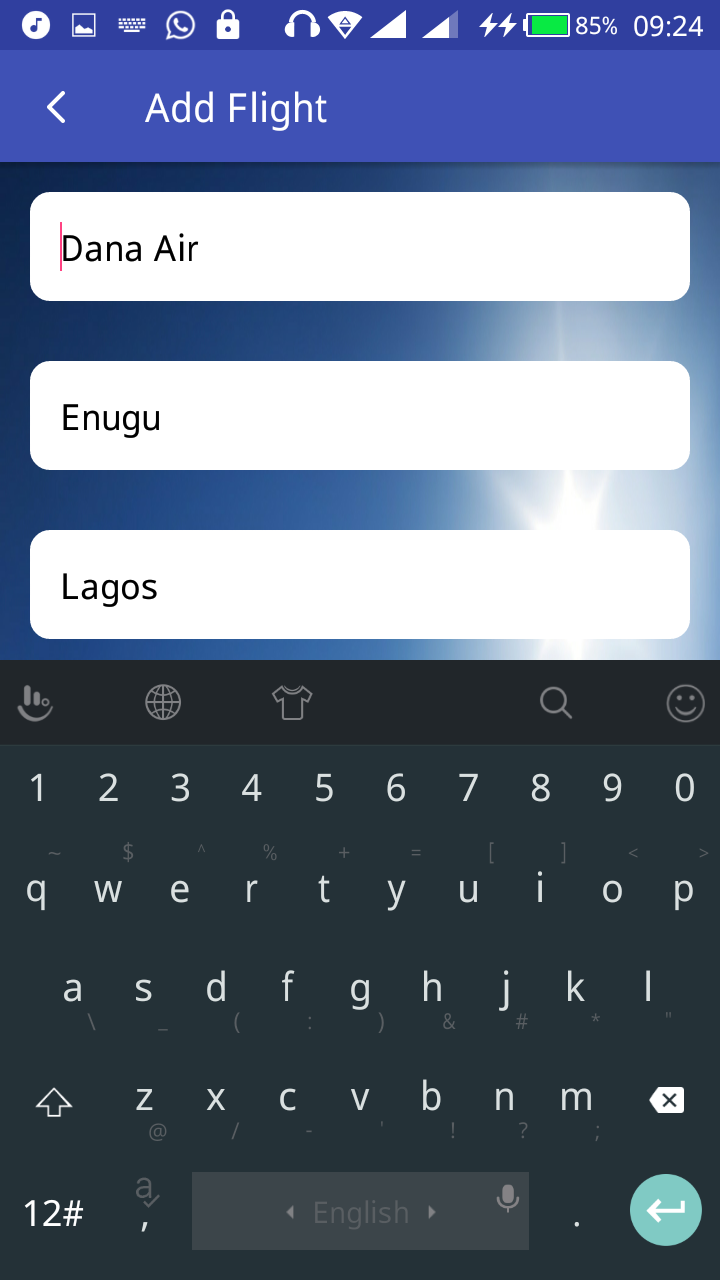 85% 09:24
Add Flight
Dana Air
Enugu
Lagos
1 2 3 4 5 6 7 8 9 0
~ $ ^ % + = [ ] < >
q w e r t y u i o p
a s d f g h j k l
\ _ ( : ) & # * "
z x c v b n m
@ / - ' ! ? ;
12# a , English .